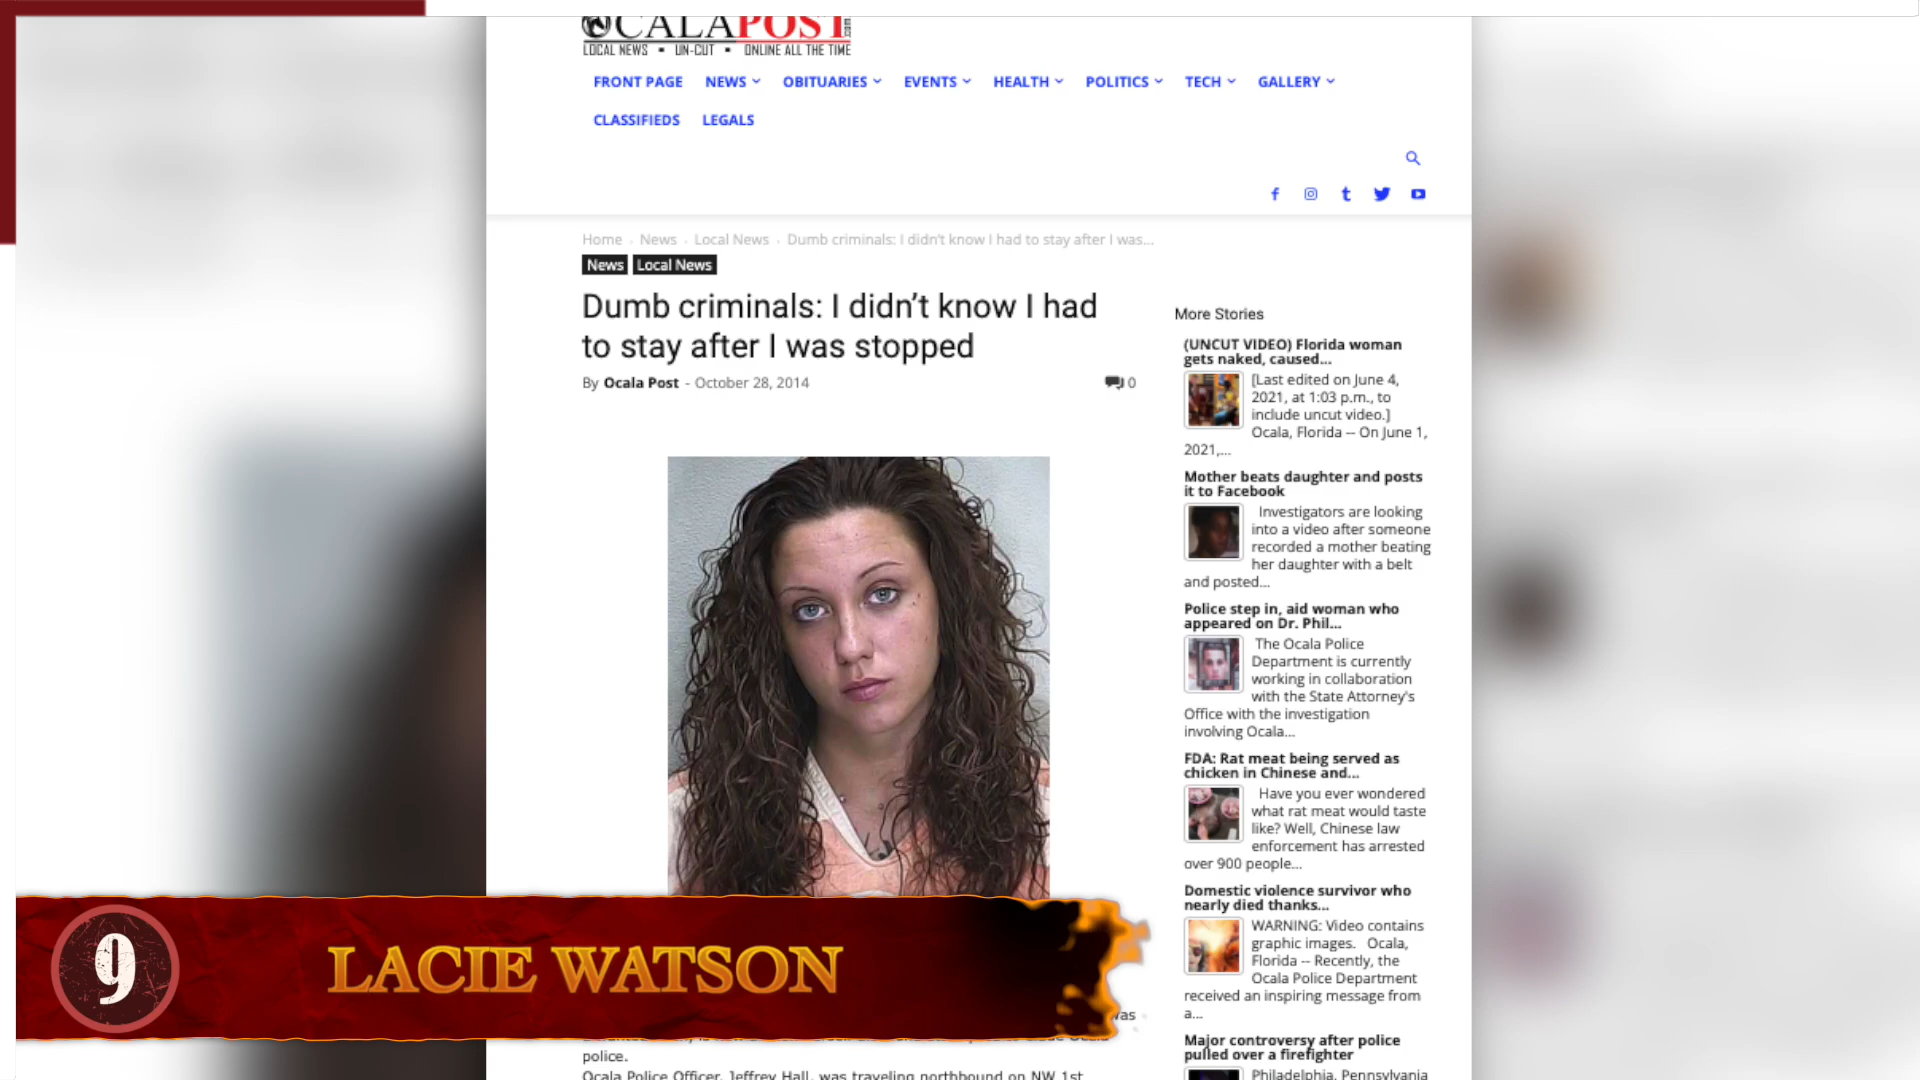 OCALAPOST.com
LOCAL NEWS ▪ UN-CUT ▪ ONLINE ALL THE TIME
FRONT PAGE NEWS OBITUARIES EVENTS HEALTH POLITICS TECH GALLERY
CLASSIFIEDS LEGALS
Home › News › Local News › Dumb criminals: I didn't know I had to stay after I was...
News Local News
Dumb criminals: I didn't know I had
to stay after I was stopped
By Ocala Post - October 28, 2014 0
police.
Ocala Police Officer, Jeffrey Hall, was traveling northbound on NW 1st
More Stories
(UNCUT VIDEO) Florida woman
gets naked, caused...
[Last edited on June 4,
2021, at 1:03 p.m., to
include uncut video.]
Ocala, Florida -- On June 1,
2021,...
Mother beats daughter and posts
it to Facebook
Investigators are looking
into a video after someone
recorded a mother beating
her daughter with a belt
and posted...
Police step in, aid woman who
appeared on Dr. Phil...
The Ocala Police
Department is currently
working in collaboration
with the State Attorney's
Office with the investigation
involving Ocala...
FDA: Rat meat being served as
chicken in Chinese and...
Have you ever wondered
what rat meat would taste
like? Well, Chinese law
enforcement has arrested
over 900 people...
Domestic violence survivor who
nearly died thanks...
WARNING: Video contains
graphic images. Ocala,
Florida -- Recently, the
Ocala Police Department
received an inspiring message from
a...
Major controversy after police
pulled over a firefighter
Philadelphia, Pennsylvania
9 LACIE WATSON